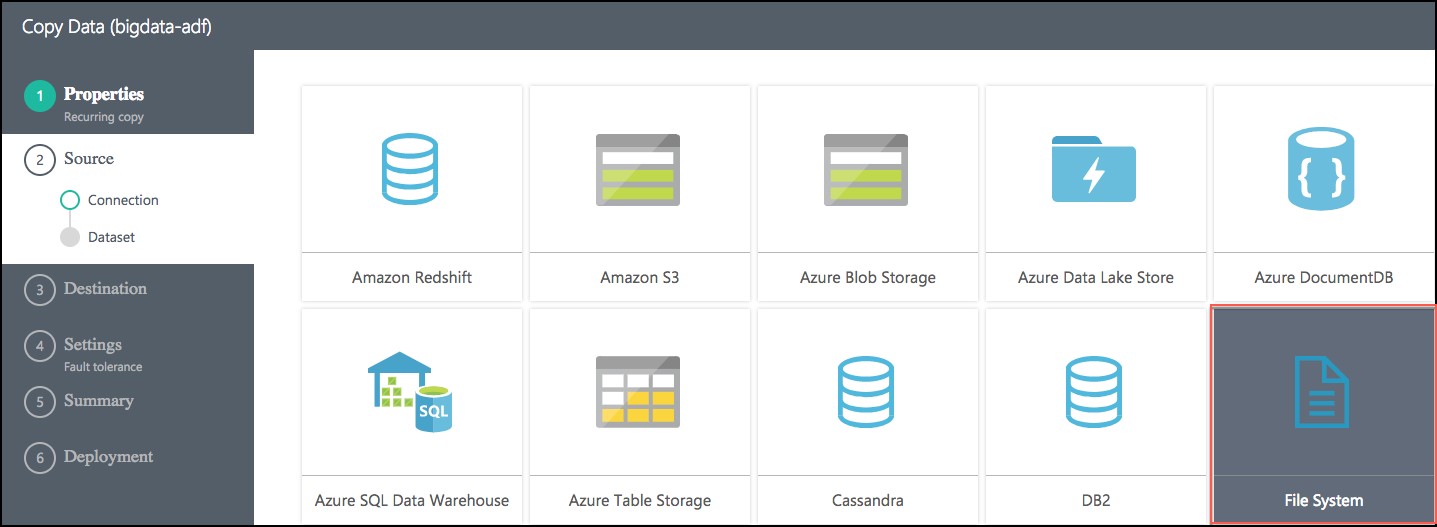 Copy Data (bigdata-adf)
1 Properties
Recurring copy
2 Source
Connection
Dataset
3 Destination
4 Settings
Fault tolerance
5 Summary
6 Deployment
Amazon Redshift
Amazon S3
Azure Blob Storage
Azure Data Lake Store
{ }
Azure DocumentDB
SQL
Azure SQL Data Warehouse
Azure Table Storage
Cassandra
DB2
File System